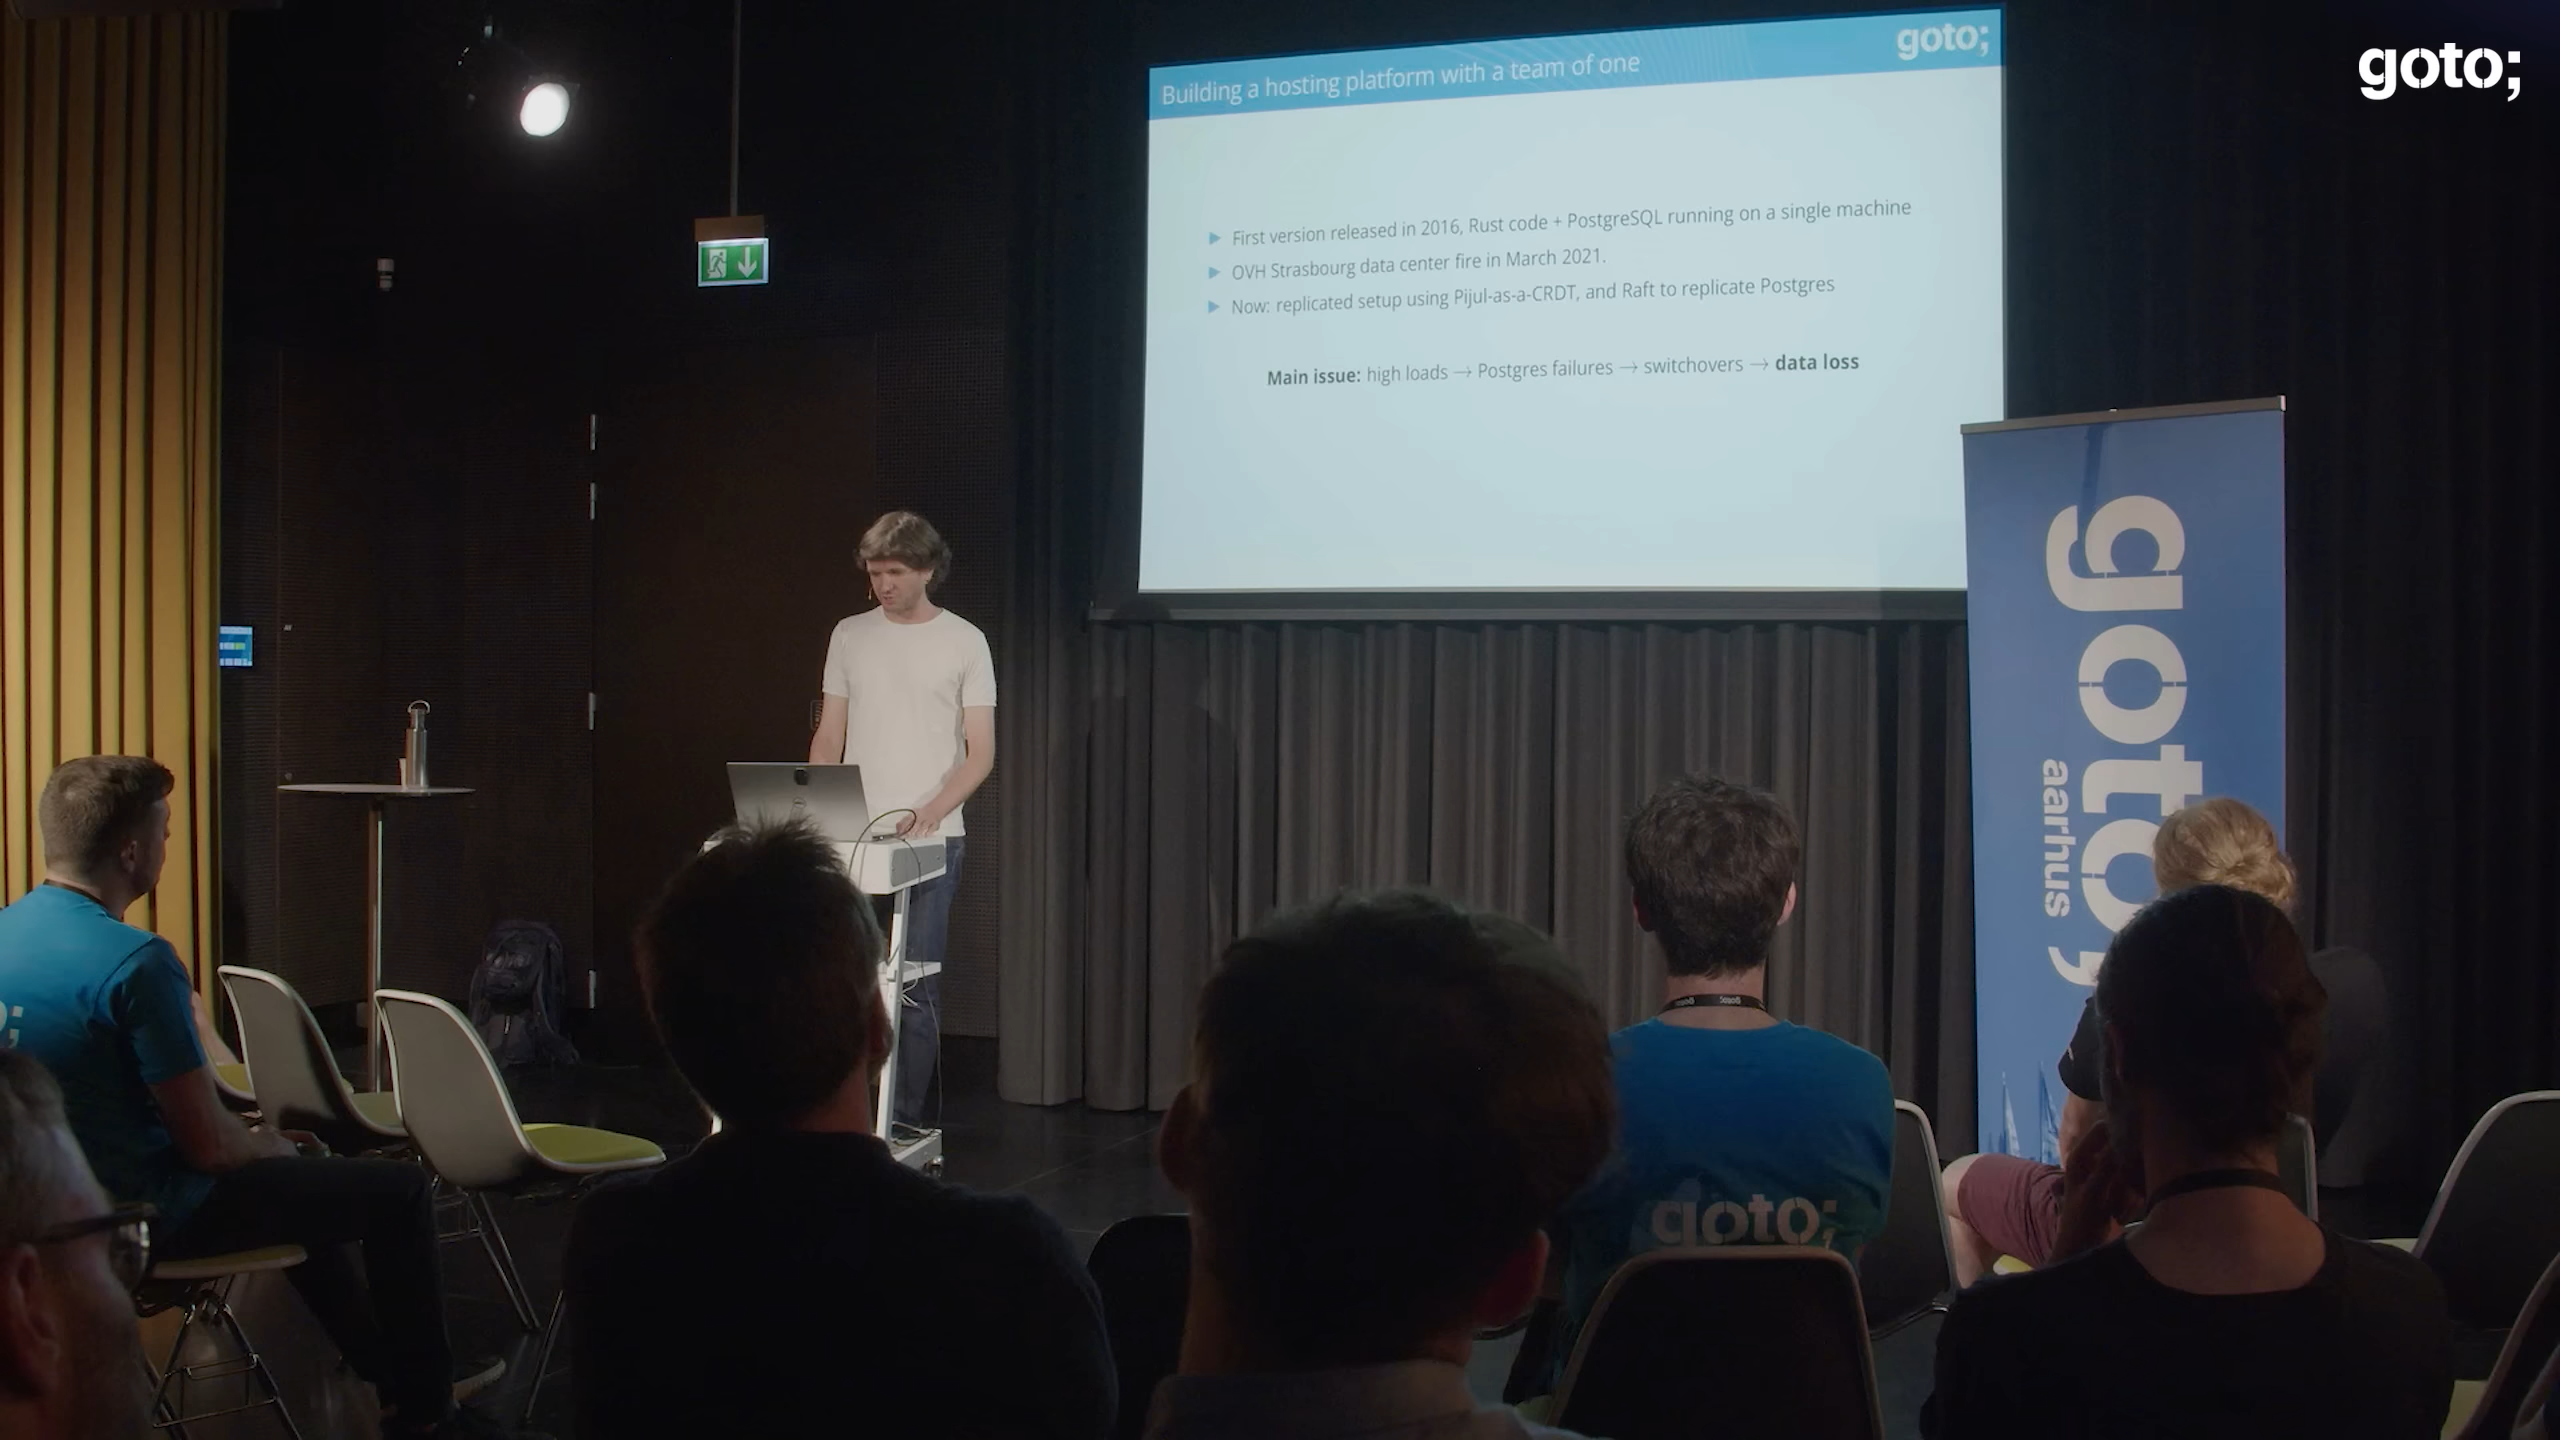 goto;
goto;
Building a hosting platform with a team of one
First version released in 2016, Rust code + PostgreSQL running on a single machine
OVH Strasbourg data center fire in March 2021.
Now: replicated setup using Pijul-as-a-CRDT, and Raft to replicate Postgres
Main issue: high loads → Postgres failures → switchovers → data loss
goto;
aarhus
goto;